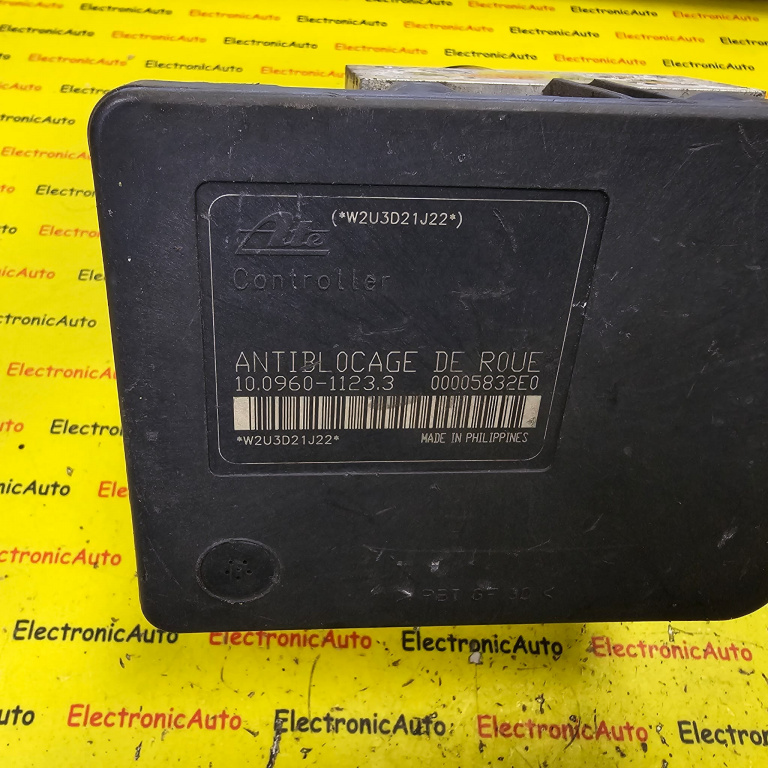 (*W2U3D21J22*)
Ate
Controller
ANTIBLOCAGE DE ROUE
10.0960-1123.3 00005832E0
*W2U3D21J22* MADE IN PHILIPPINES
ElectronicAuto